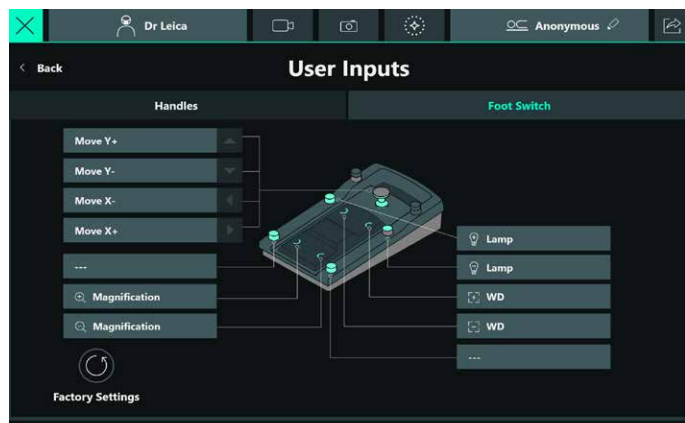 Dr Leica
Anonymous
Back
User Inputs
Handles
Foot Switch
Move Y+
Move Y-
Move X-
Move X+
---
Magnification
Magnification
Lamp
Lamp
WD
WD
---
Factory Settings